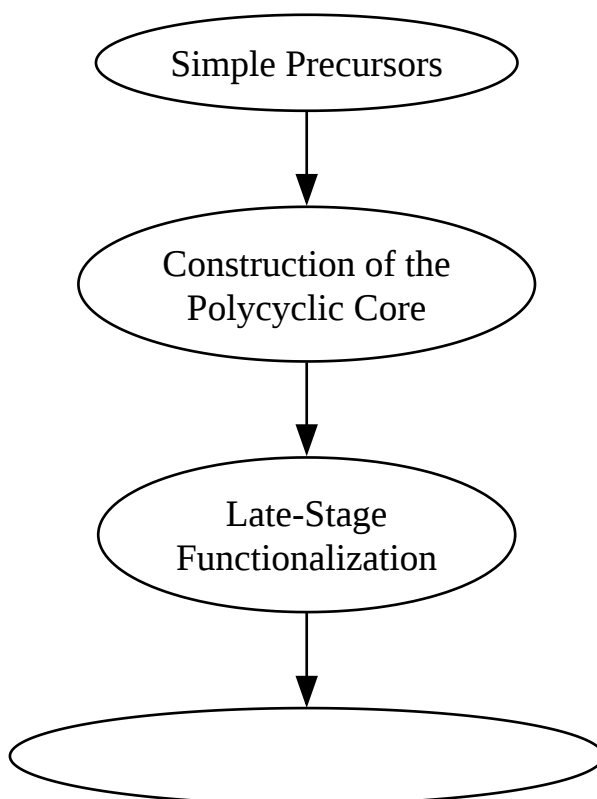 Simple Precursors
Construction of the
Polycyclic Core
Late-Stage
Functionalization